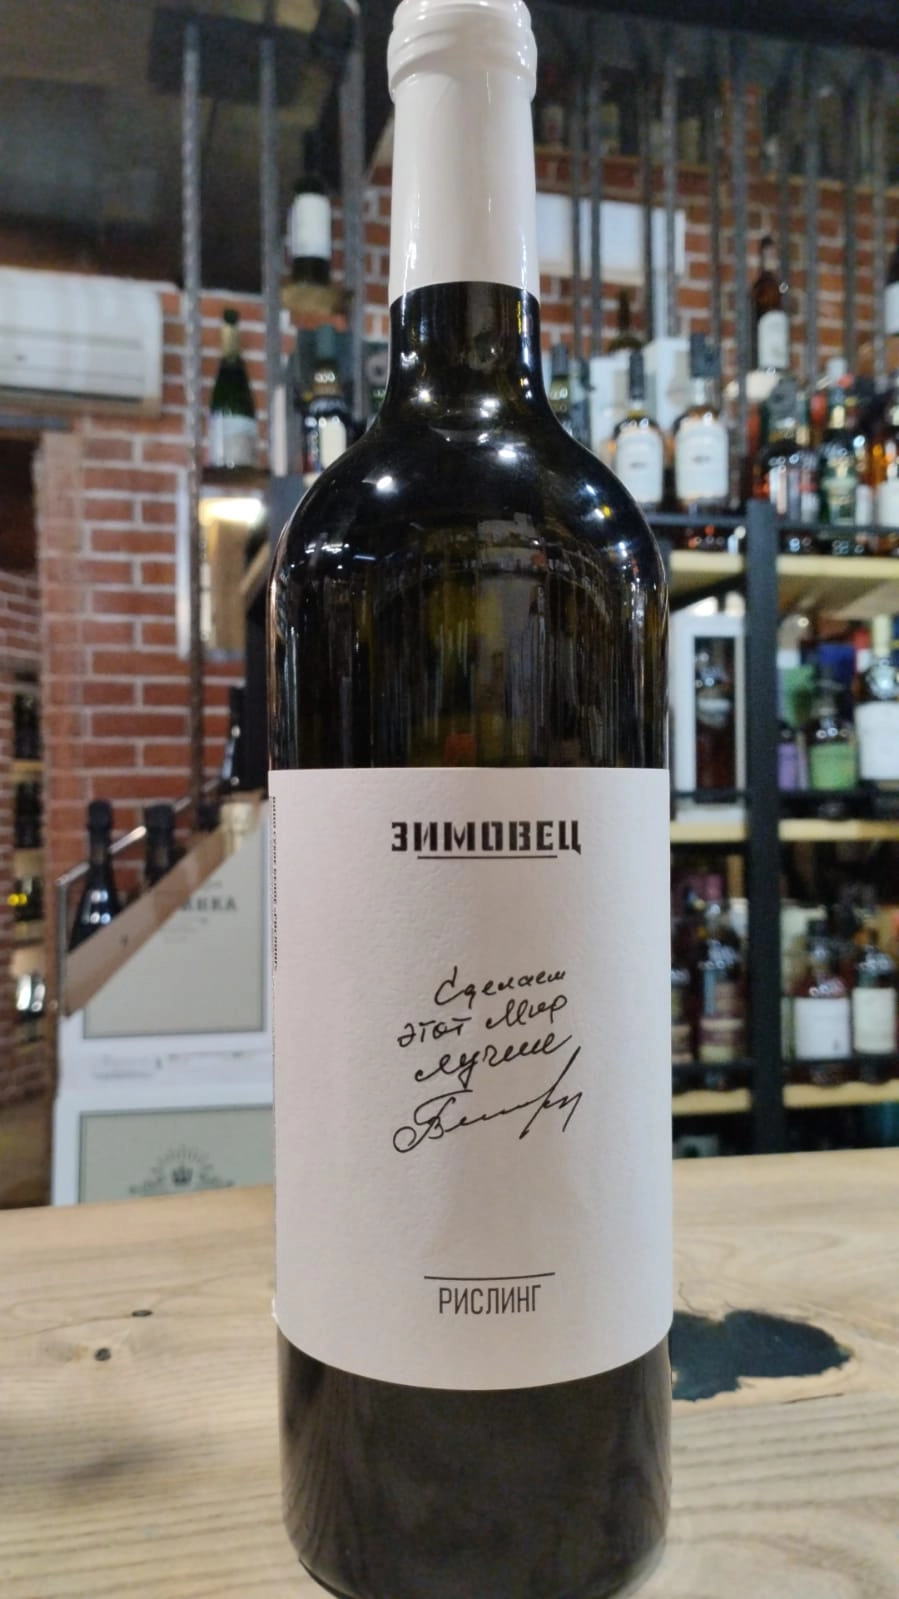 ЗИМОВЕЦ
Сделаем
этот Мир
лучше
РИСЛИНГ